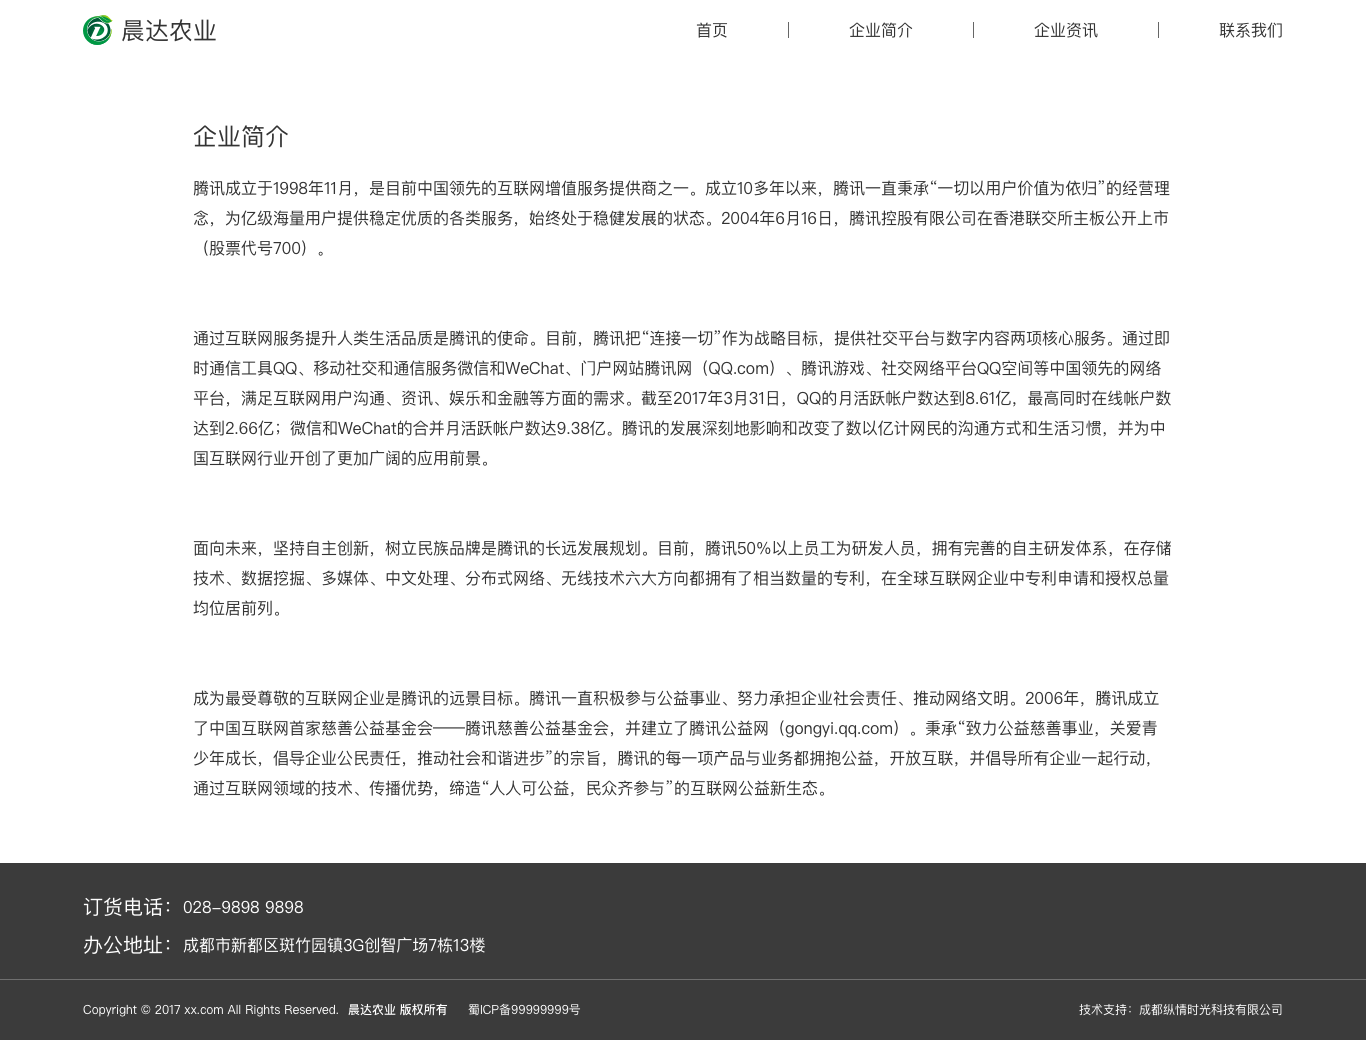 晨达农业
首页
企业简介
企业资讯
联系我们
企业简介
腾讯成立于1998年11月，是目前中国领先的互联网增值服务提供商之一。成立10多年以来，腾讯一直秉承“一切以用户价值为依归”的经营理
念，为亿级海量用户提供稳定优质的各类服务，始终处于稳健发展的状态。2004年6月16日，腾讯控股有限公司在香港联交所主板公开上市
（股票代号700）。
通过互联网服务提升人类生活品质是腾讯的使命。目前，腾讯把“连接一切”作为战略目标，提供社交平台与数字内容两项核心服务。通过即
时通信工具QQ、移动社交和通信服务微信和WeChat、门户网站腾讯网（QQ.com）、腾讯游戏、社交网络平台QQ空间等中国领先的网络
平台，满足互联网用户沟通、资讯、娱乐和金融等方面的需求。截至2017年3月31日，QQ的月活跃帐户数达到8.61亿，最高同时在线帐户数
达到2.66亿；微信和WeChat的合并月活跃帐户数达9.38亿。腾讯的发展深刻地影响和改变了数以亿计网民的沟通方式和生活习惯，并为中
国互联网行业开创了更加广阔的应用前景。
面向未来，坚持自主创新，树立民族品牌是腾讯的长远发展规划。目前，腾讯50%以上员工为研发人员，拥有完善的自主研发体系，在存储
技术、数据挖掘、多媒体、中文处理、分布式网络、无线技术六大方向都拥有了相当数量的专利，在全球互联网企业中专利申请和授权总量
均位居前列。
成为最受尊敬的互联网企业是腾讯的远景目标。腾讯一直积极参与公益事业、努力承担企业社会责任、推动网络文明。2006年，腾讯成立
了中国互联网首家慈善公益基金会——腾讯慈善公益基金会，并建立了腾讯公益网（gongyi.qq.com）。秉承“致力公益慈善事业，关爱青
少年成长，倡导企业公民责任，推动社会和谐进步”的宗旨，腾讯的每一项产品与业务都拥抱公益，开放互联，并倡导所有企业一起行动，
通过互联网领域的技术、传播优势，缔造“人人可公益，民众齐参与”的互联网公益新生态。
订货电话：028-9898 9898
办公地址：成都市新都区斑竹园镇3G创智广场7栋13楼
Copyright © 2017 xx.com All Rights Reserved. 晨达农业 版权所有 蜀ICP备99999999号
技术支持：成都纵情时光科技有限公司